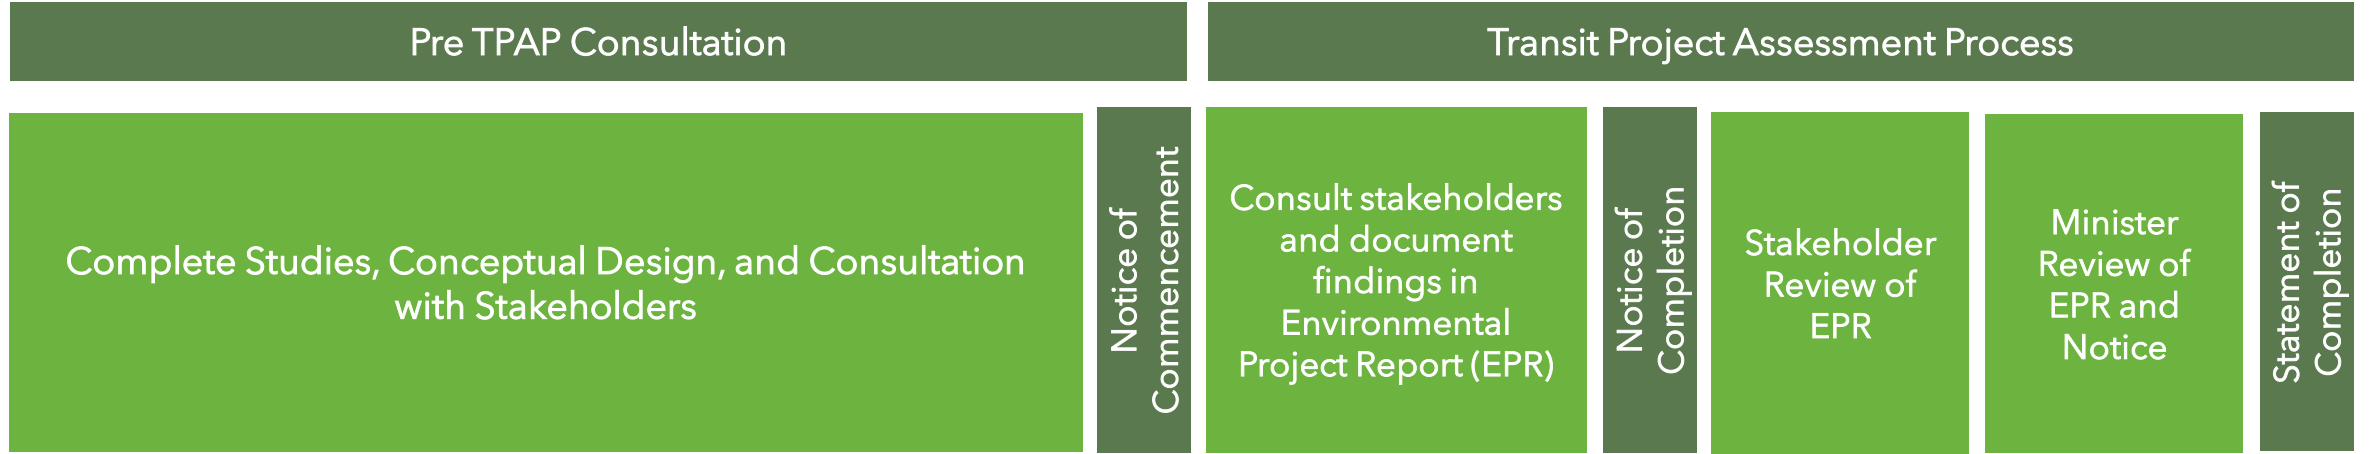 Pre TPAP Consultation
Transit Project Assessment Process
Complete Studies, Conceptual Design, and Consultation
with Stakeholders
Notice of
Commencement
Consult stakeholders
and document
findings in
Environmental
Project Report (EPR)
Notice of
Completion
Stakeholder
Review of
EPR
Minister
Review of
EPR and
Notice
Statement of
Completion